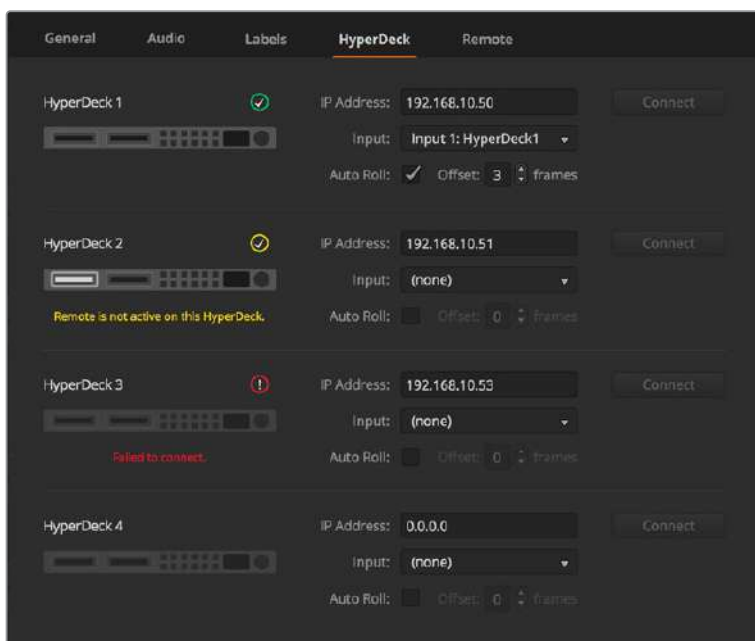 General Audio Labels HyperDeck Remote
HyperDeck 1 IP Address: 192.168.10.50 Connect
Input: Input 1: HyperDeck1
Auto Roll: Offset: 3 frames
HyperDeck 2 IP Address: 192.168.10.51 Connect
Input: (none)
Remote is not active on this HyperDeck. Auto Roll: Offset: 0 frames
HyperDeck 3 IP Address: 192.168.10.53 Connect
Input: (none)
Failed to connect. Auto Roll: Offset: 0 frames
HyperDeck 4 IP Address: 0.0.0.0 Connect
Input: (none)
Auto Roll: Offset: 0 frames